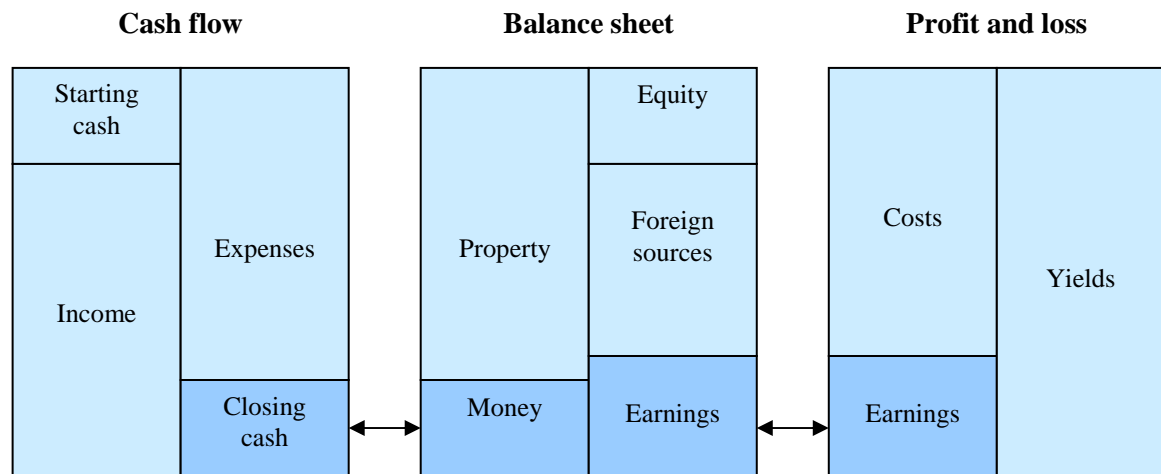 Cash flow
Balance sheet
Profit and loss
Starting
cash
Income
Expenses
Closing
cash
Property
Money
Equity
Foreign
sources
Earnings
Costs
Earnings
Yields